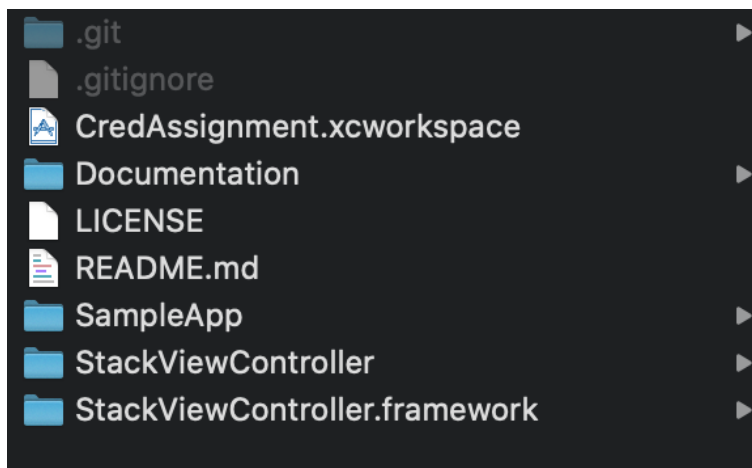 .git
.gitignore
CredAssignment.xcworkspace
Documentation
LICENSE
README.md
SampleApp
StackViewController
StackViewController.framework